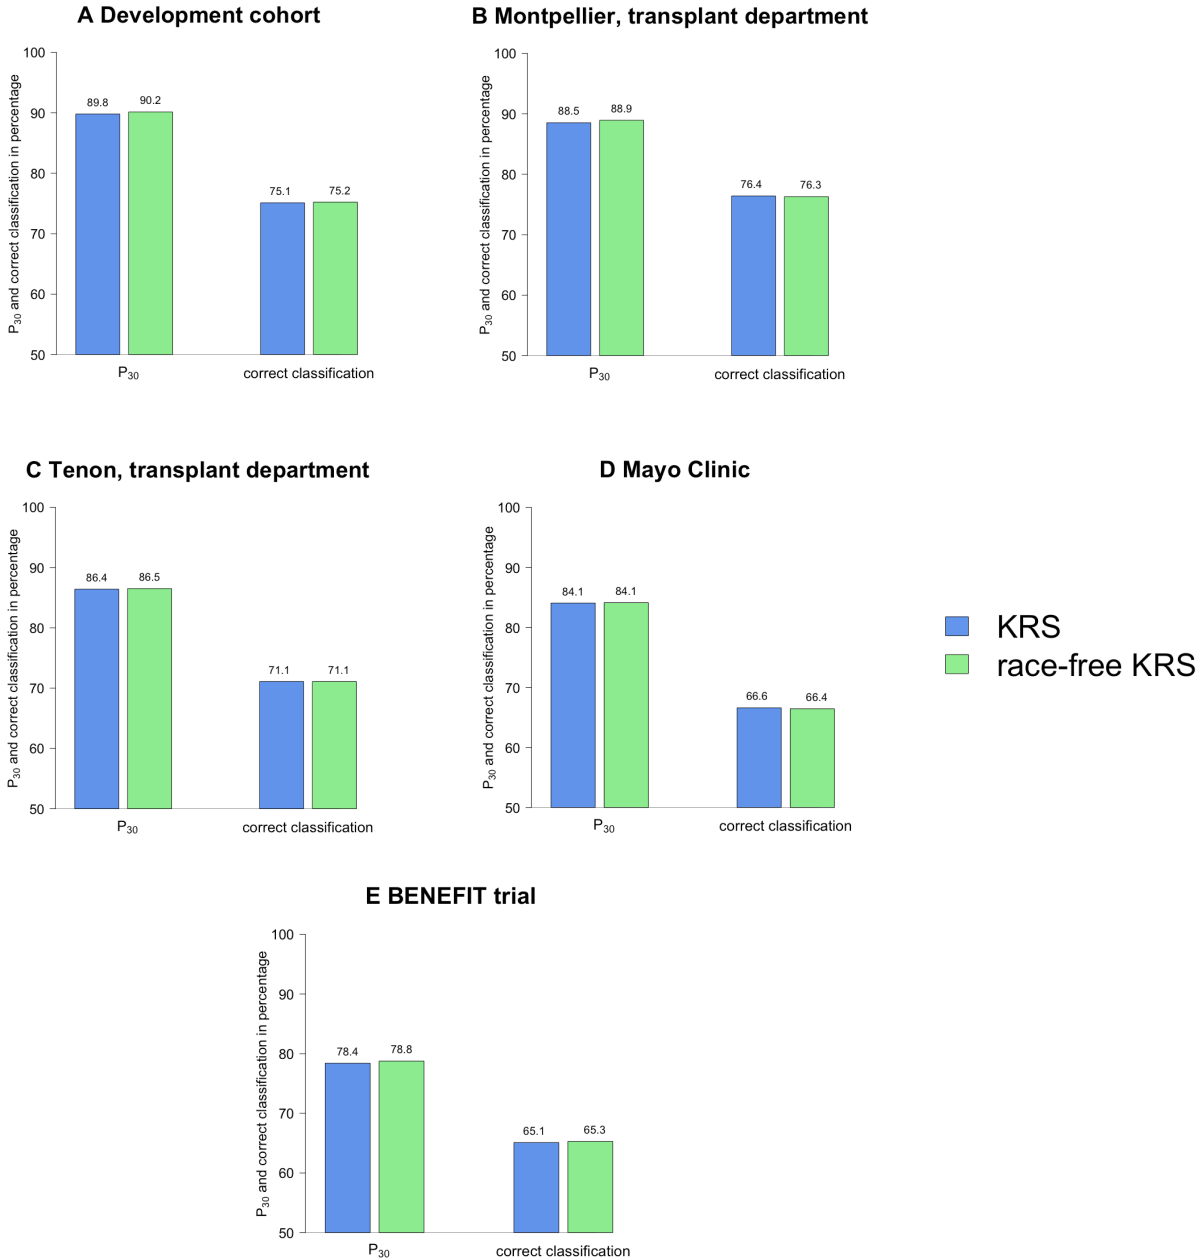 A Development cohort
P30 and correct classification in percentage
100
90
80
70
60
50
89.8
90.2
75.1
75.2
P30
correct classification
B Montpellier, transplant department
P30 and correct classification in percentage
100
90
80
70
60
50
88.5
88.9
76.4
76.3
P30
correct classification
C Tenon, transplant department
P30 and correct classification in percentage
100
90
80
70
60
50
86.4
86.5
71.1
71.1
P30
correct classification
D Mayo Clinic
P30 and correct classification in percentage
100
90
80
70
60
50
84.1
84.1
66.6
66.4
P30
correct classification
KRS
race-free KRS
E BENEFIT trial
P30 and correct classification in percentage
100
90
80
70
60
50
78.4
78.8
65.1
65.3
P30
correct classification